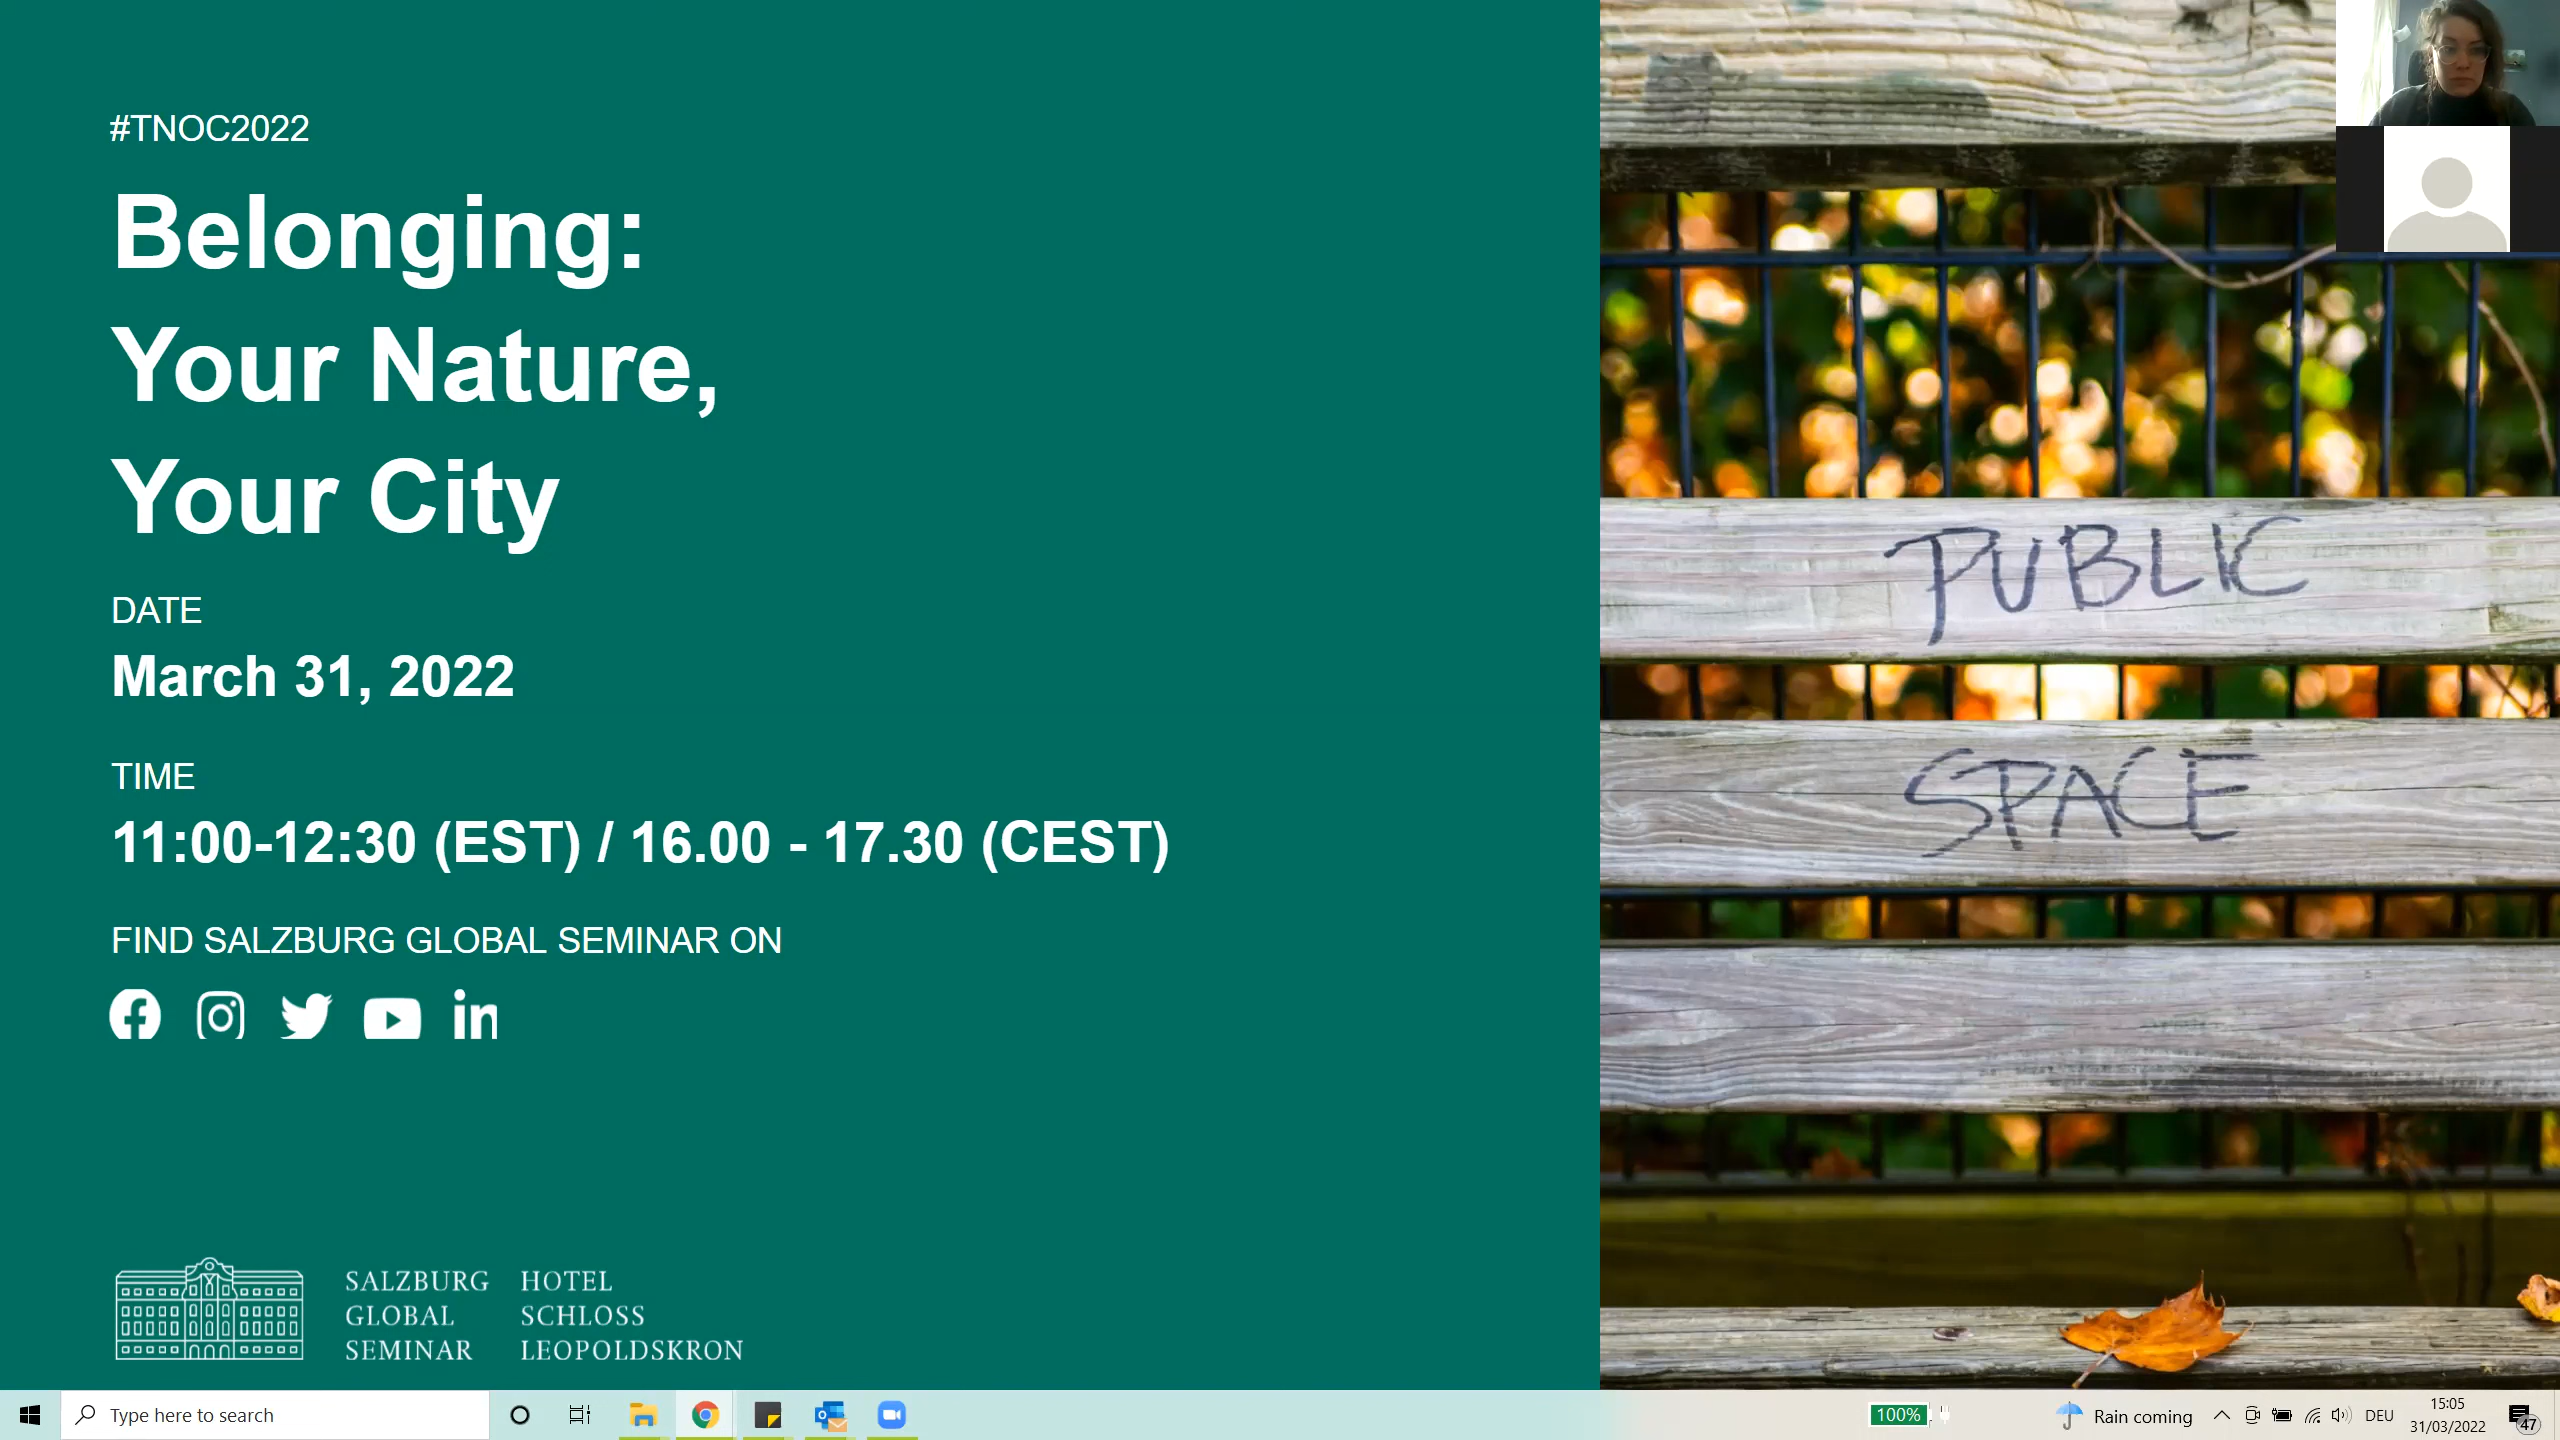 #TNOC2022
Belonging:
Your Nature,
Your City
DATE
March 31, 2022
TIME
11:00-12:30 (EST) / 16.00 - 17.30 (CEST)
FIND SALZBURG GLOBAL SEMINAR ON
in
SALZBURG
GLOBAL
SEMINAR
HOTEL
SCHLOSS
LEOPOLDSKRON
PUBLIC
SPACE
Type here to search
100%
Rain coming
DEU
15:05
31/03/2022
47